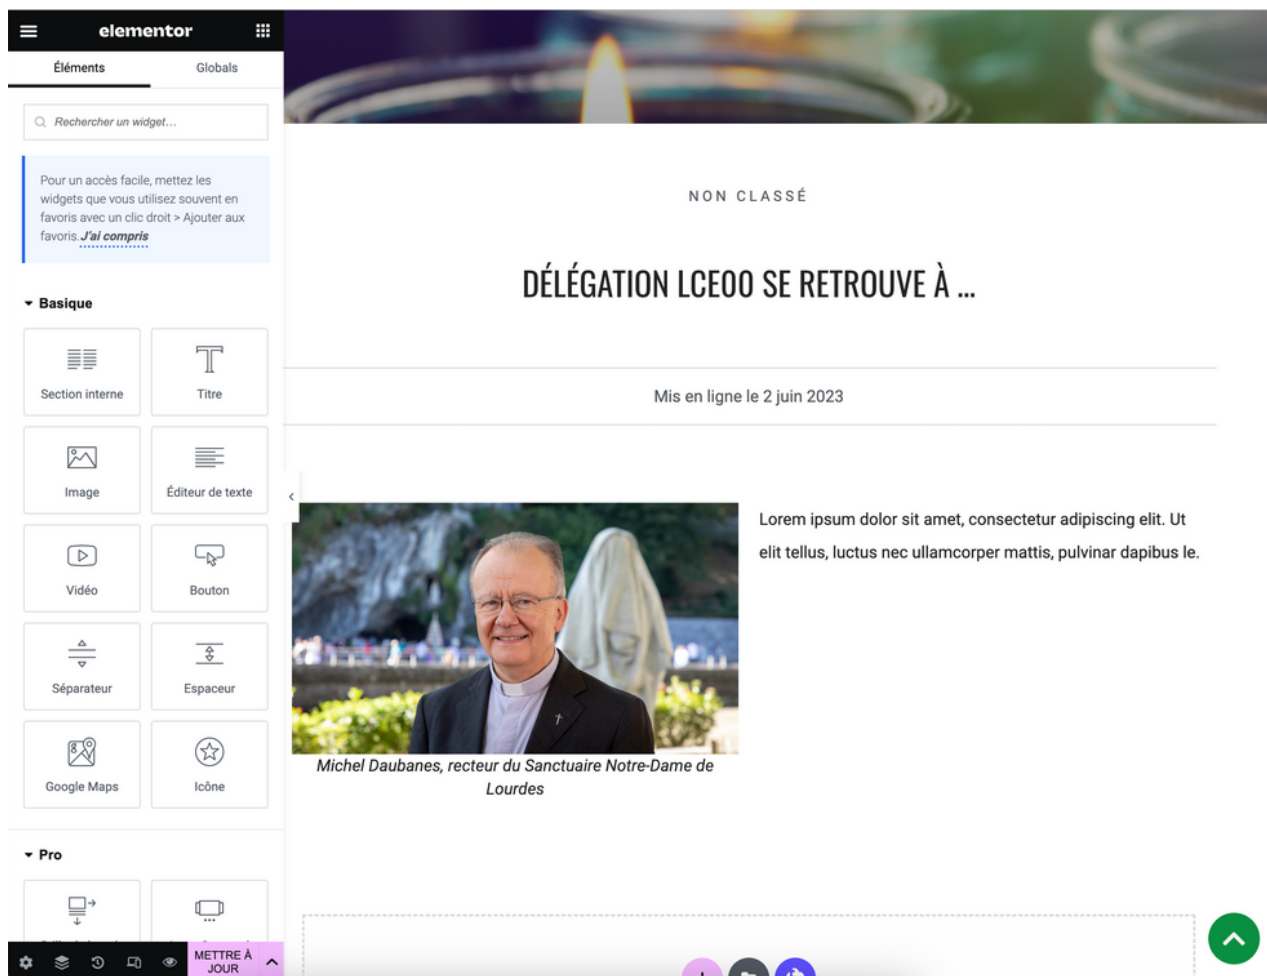 elementor
Éléments
Globals
Rechercher un widget...
Pour un accès facile, mettez les
widgets que vous utilisez souvent en
favoris avec un clic droit > Ajouter aux
favoris. J'ai compris
Basique
Section interne
Titre
Image
Éditeur de texte
Vidéo
Bouton
Séparateur
Espaceur
Google Maps
Icône
Pro
METTRE À
JOUR
NON CLASSÉ
DÉLÉGATION LCE00 SE RETROUVE À ...
Mis en ligne le 2 juin 2023
Lorem ipsum dolor sit amet, consectetur adipiscing elit. Ut
elit tellus, luctus nec ullamcorper mattis, pulvinar dapibus le.
Michel Daubanes, recteur du Sanctuaire Notre-Dame de
Lourdes